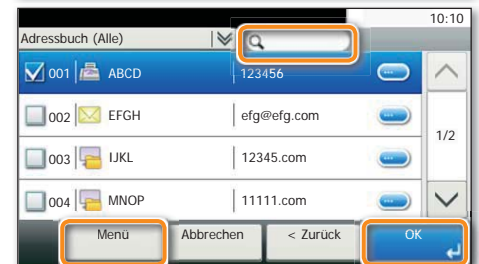 10:10
Adressbuch (Alle)
001 ABCD 123456
002 EFGH efg@efg.com
1/2
003 IJKL 12345.com
004 MNOP 11111.com
Menü Abbrechen < Zurück OK